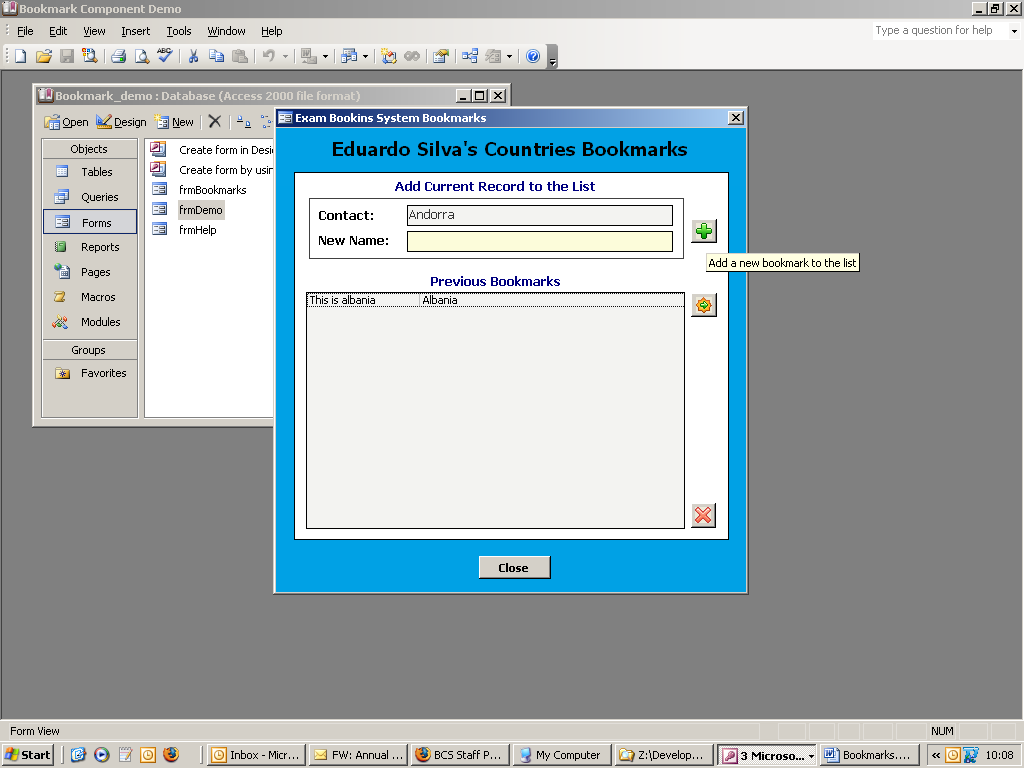 Bookmark Component Demo
File Edit View Insert Tools Window Help
Type a question for help
Bookmark_demo : Database (Access 2000 file format)
Open Design New
Objects
Tables
Queries
Forms
Reports
Pages
Macros
Modules
Groups
Favorites
Create form in Desi
Create form by usin
frmBookmarks
frmDemo
frmHelp
Exam Bookins System Bookmarks
Eduardo Silva's Countries Bookmarks
Add Current Record to the List
Contact: Andorra
New Name:
Add a new bookmark to the list
Previous Bookmarks
This is albania Albania
Close
Form View
NUM
Start
Inbox - Micr...
FW: Annual ...
BCS Staff P...
My Computer
Z:\Develop...
3 Microso...
Bookmarks....
10:08